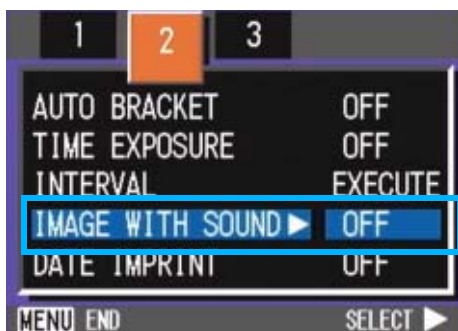 1 2 3
AUTO BRACKET OFF
TIME EXPOSURE OFF
INTERVAL EXECUTE
IMAGE WITH SOUND▶ OFF
DATE IMPRINT OFF
MENU END SELECT ▶